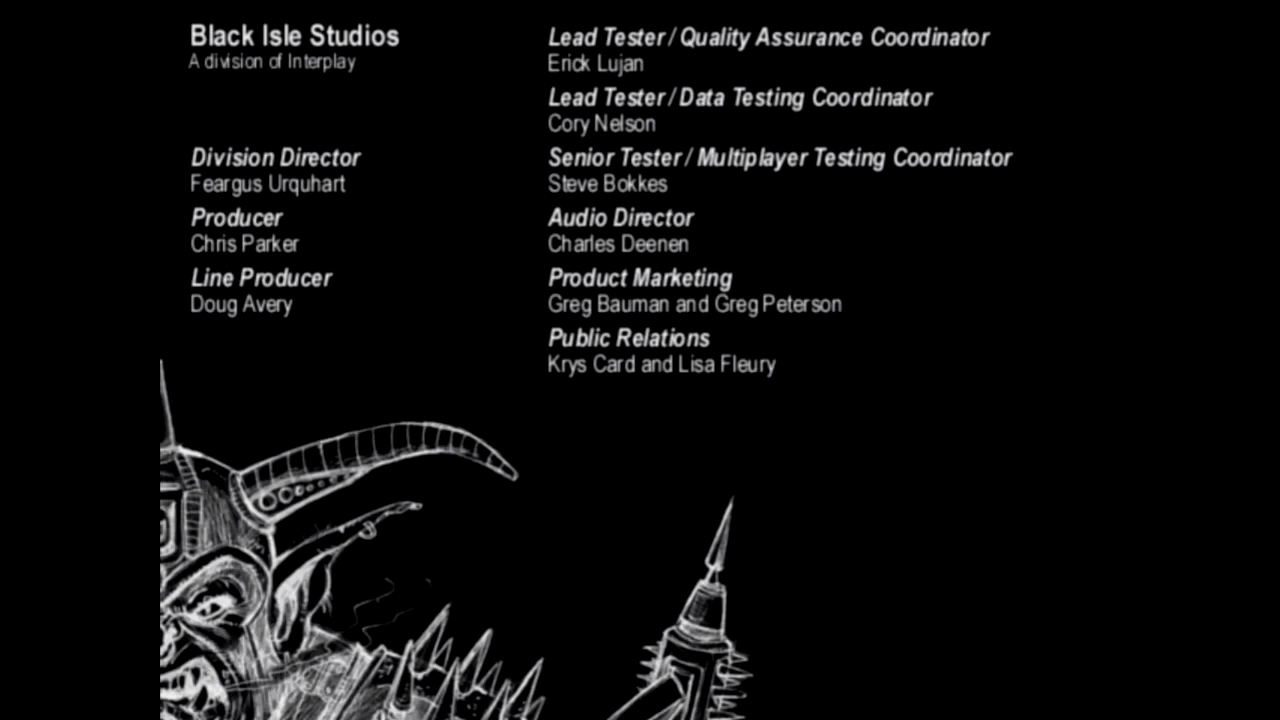 Black Isle Studios
A division of Interplay
Division Director
Feargus Urquhart
Producer
Chris Parker
Line Producer
Doug Avery
Lead Tester / Quality Assurance Coordinator
Erick Lujan
Lead Tester / Data Testing Coordinator
Cory Nelson
Senior Tester / Multiplayer Testing Coordinator
Steve Bokkes
Audio Director
Charles Deenen
Product Marketing
Greg Bauman and Greg Peterson
Public Relations
Krys Card and Lisa Fleury